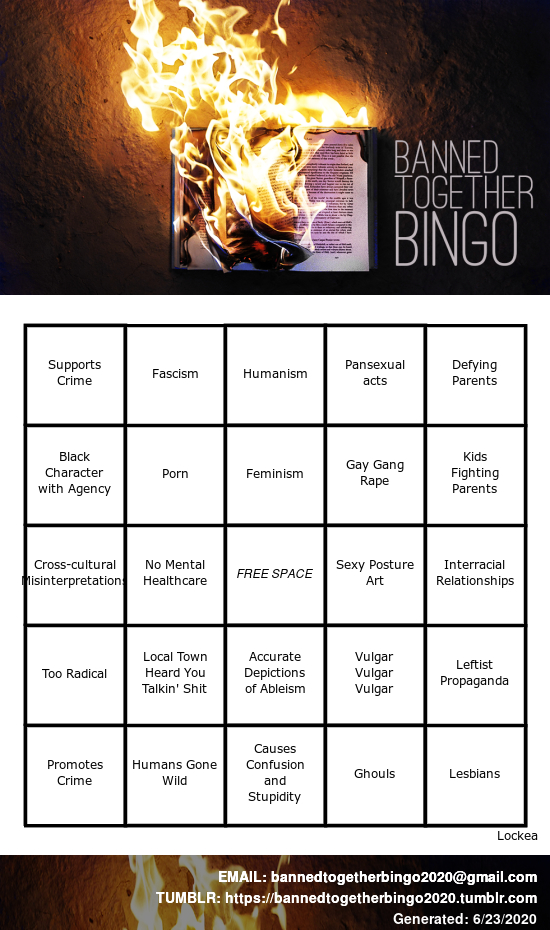 BANNED
TOGETHER
BINGO
Supports
Crime
Fascism
Humanism
Pansexual
acts
Defying
Parents
Black
Character
with Agency
Porn
Feminism
Gay Gang
Rape
Kids
Fighting
Parents
Cross-cultural
Misinterpretations
No Mental
Healthcare
FREE SPACE
Sexy Posture
Art
Interracial
Relationships
Too Radical
Local Town
Heard You
Talkin' Shit
Accurate
Depictions
of Ableism
Vulgar
Vulgar
Vulgar
Leftist
Propaganda
Promotes
Crime
Humans Gone
Wild
Causes
Confusion
and
Stupidity
Ghouls
Lesbians
Lockea
EMAIL: bannedtogetherbingo2020@gmail.com
TUMBLR: https://bannedtogetherbingo2020.tumblr.com
Generated: 6/23/2020